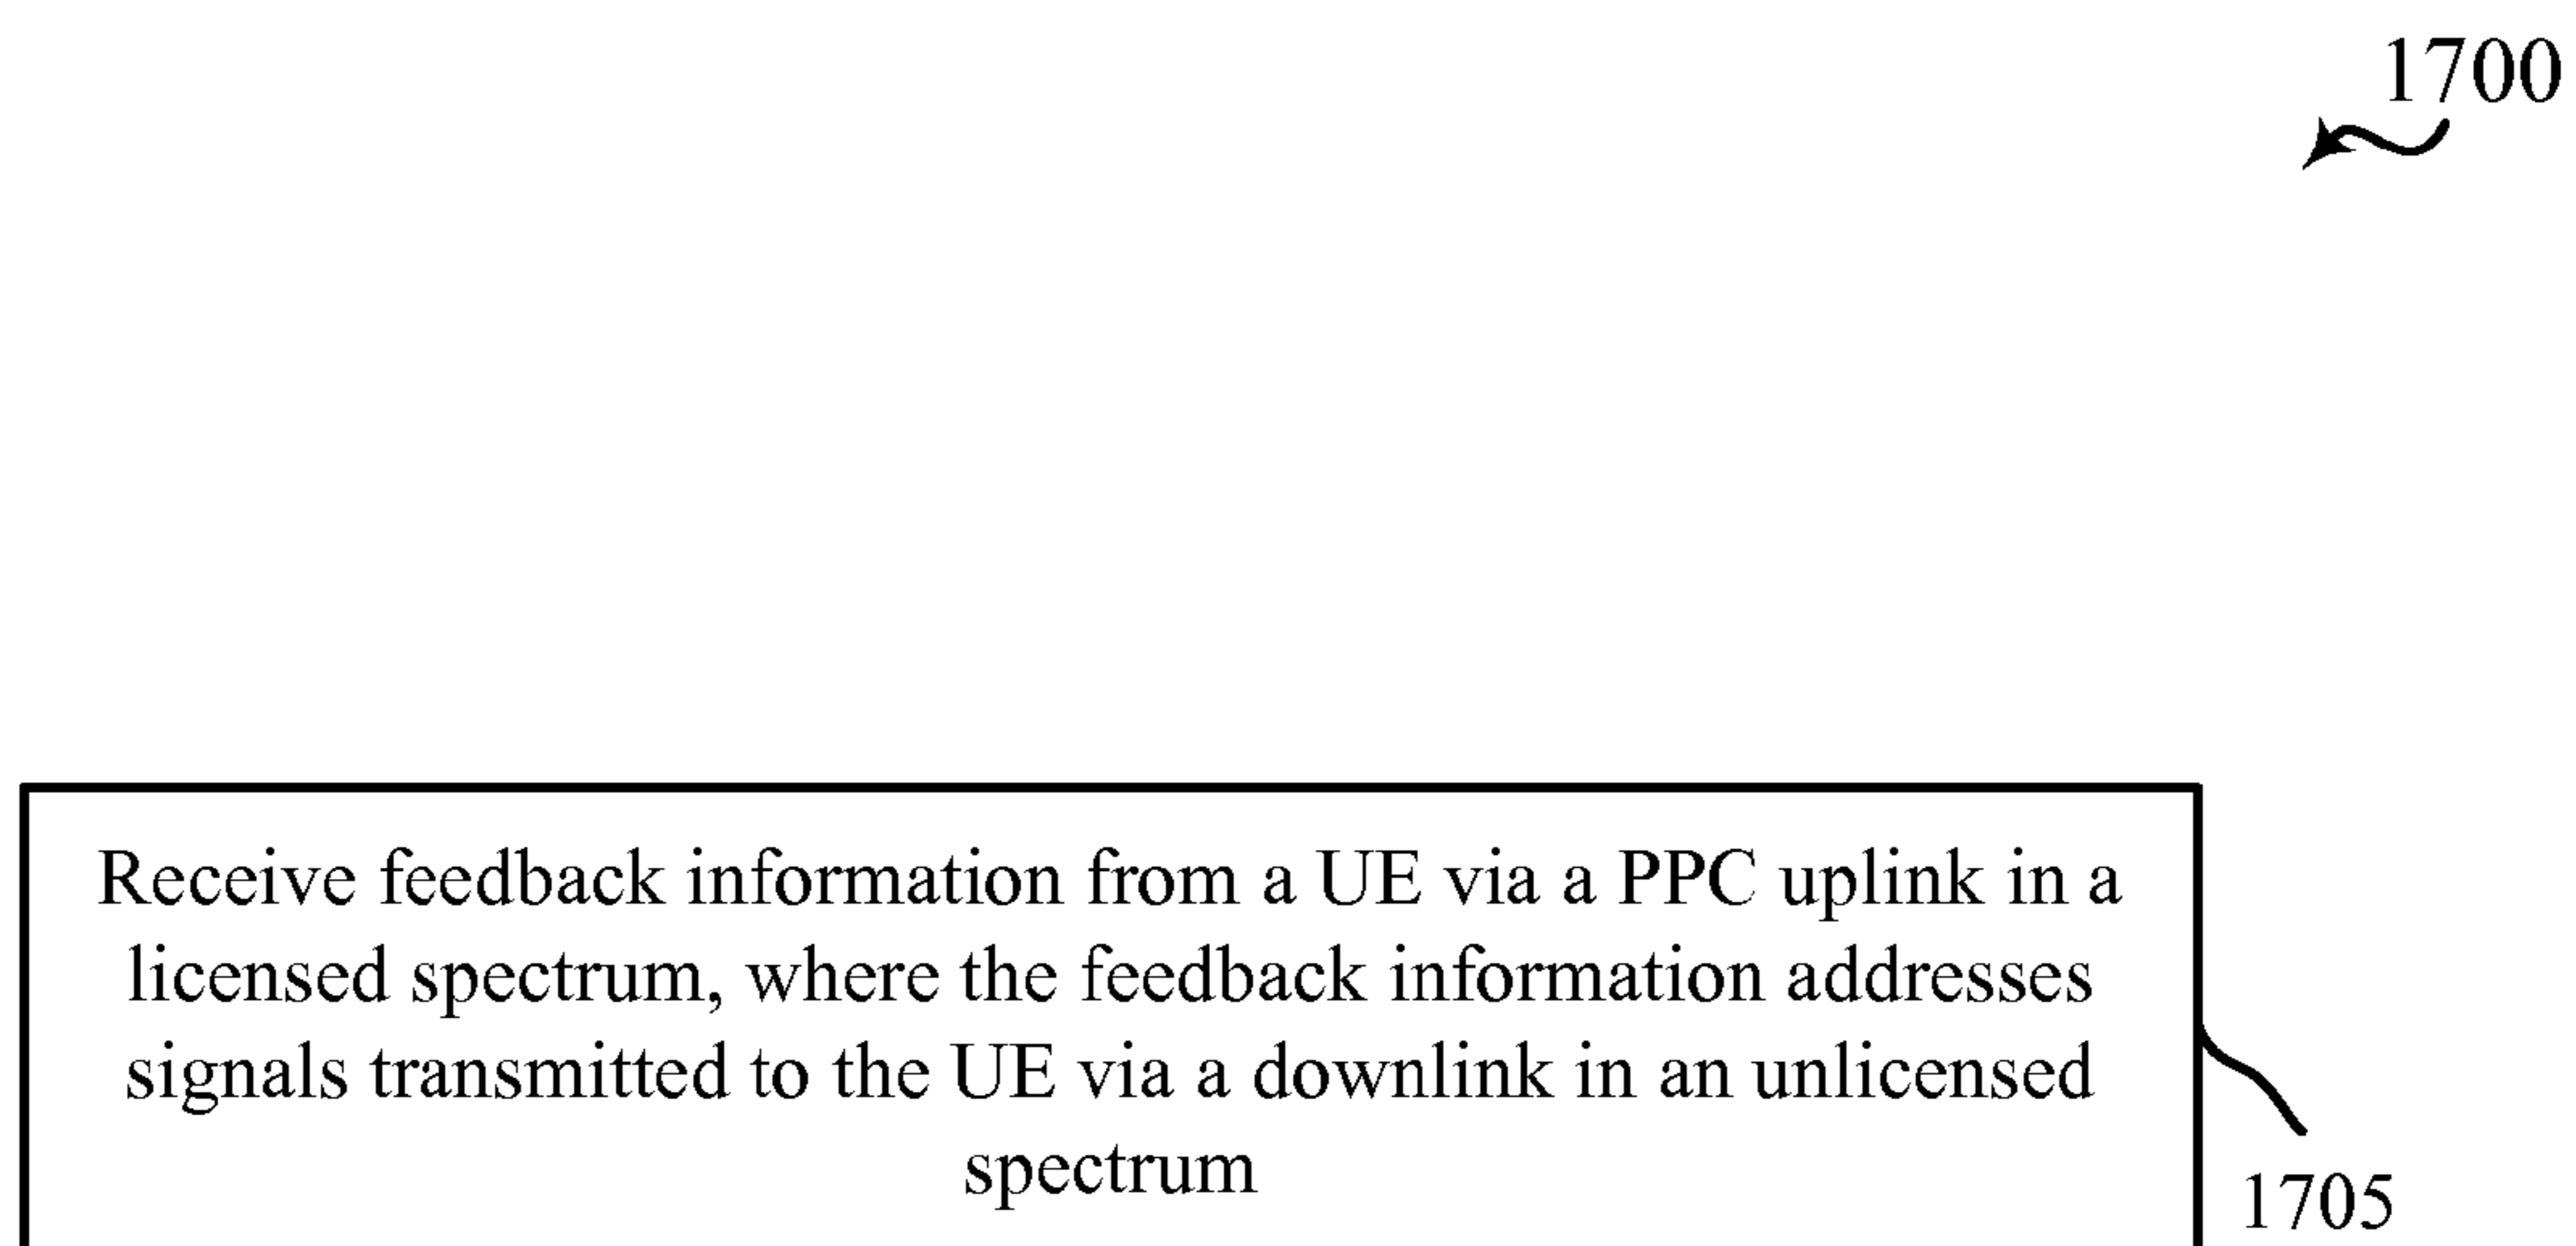 1700
Receive feedback information from a UE via a PPC uplink in a
licensed spectrum, where the feedback information addresses
signals transmitted to the UE via a downlink in an unlicensed
spectrum
1705